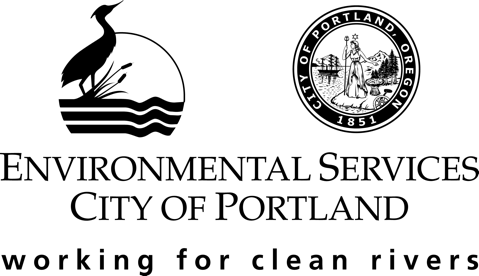 CITY OF PORTLAND, OREGON
1851
ENVIRONMENTAL SERVICES
CITY OF PORTLAND
working for clean rivers